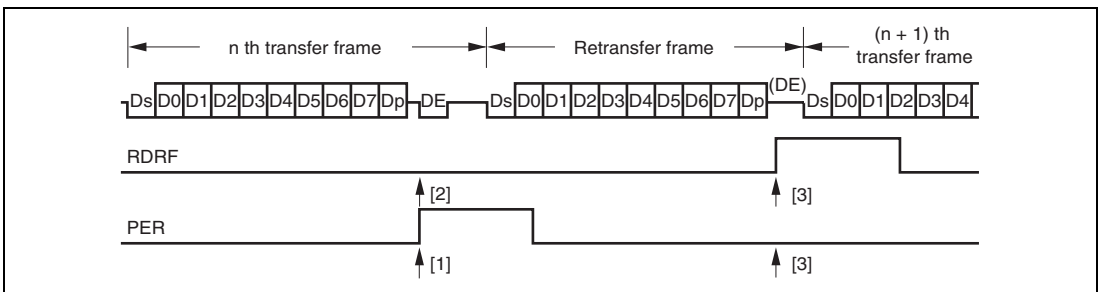 n th transfer frame Retransfer frame (n + 1) th
transfer frame
Ds D0 D1 D2 D3 D4 D5 D6 D7 Dp DE Ds D0 D1 D2 D3 D4 D5 D6 D7 Dp (DE) Ds D0 D1 D2 D3 D4
RDRF
[2] [3]
PER
[1] [3]